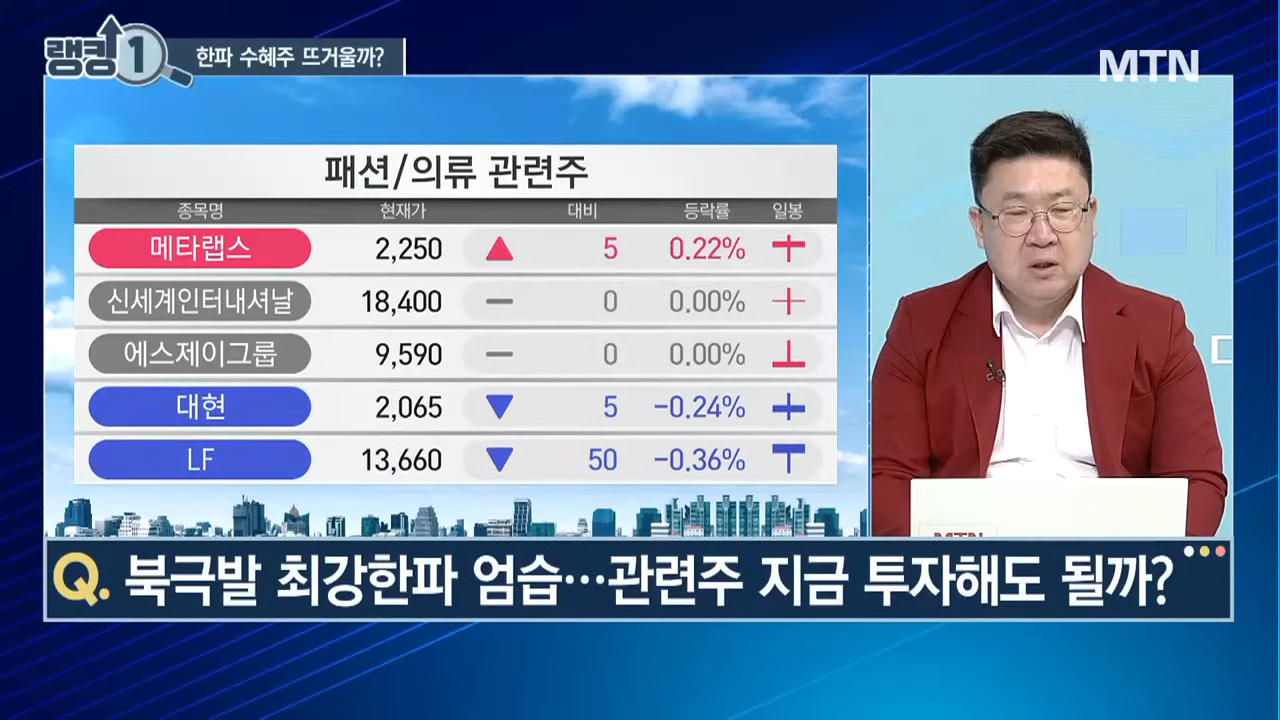 랭킹1
한파 수혜주 뜨거울까?
MTN
패션/의류 관련주
종목명 현재가 대비 등락률 일봉
메타랩스 2,250 ▲ 5 0.22%
신세계인터내셔날 18,400 - 0 0.00%
에스제이그룹 9,590 - 0 0.00%
대현 2,065 ▼ 5 -0.24%
LF 13,660 ▼ 50 -0.36%
MTN
Q. 북극발 최강한파 엄습…관련주 지금 투자해도 될까?